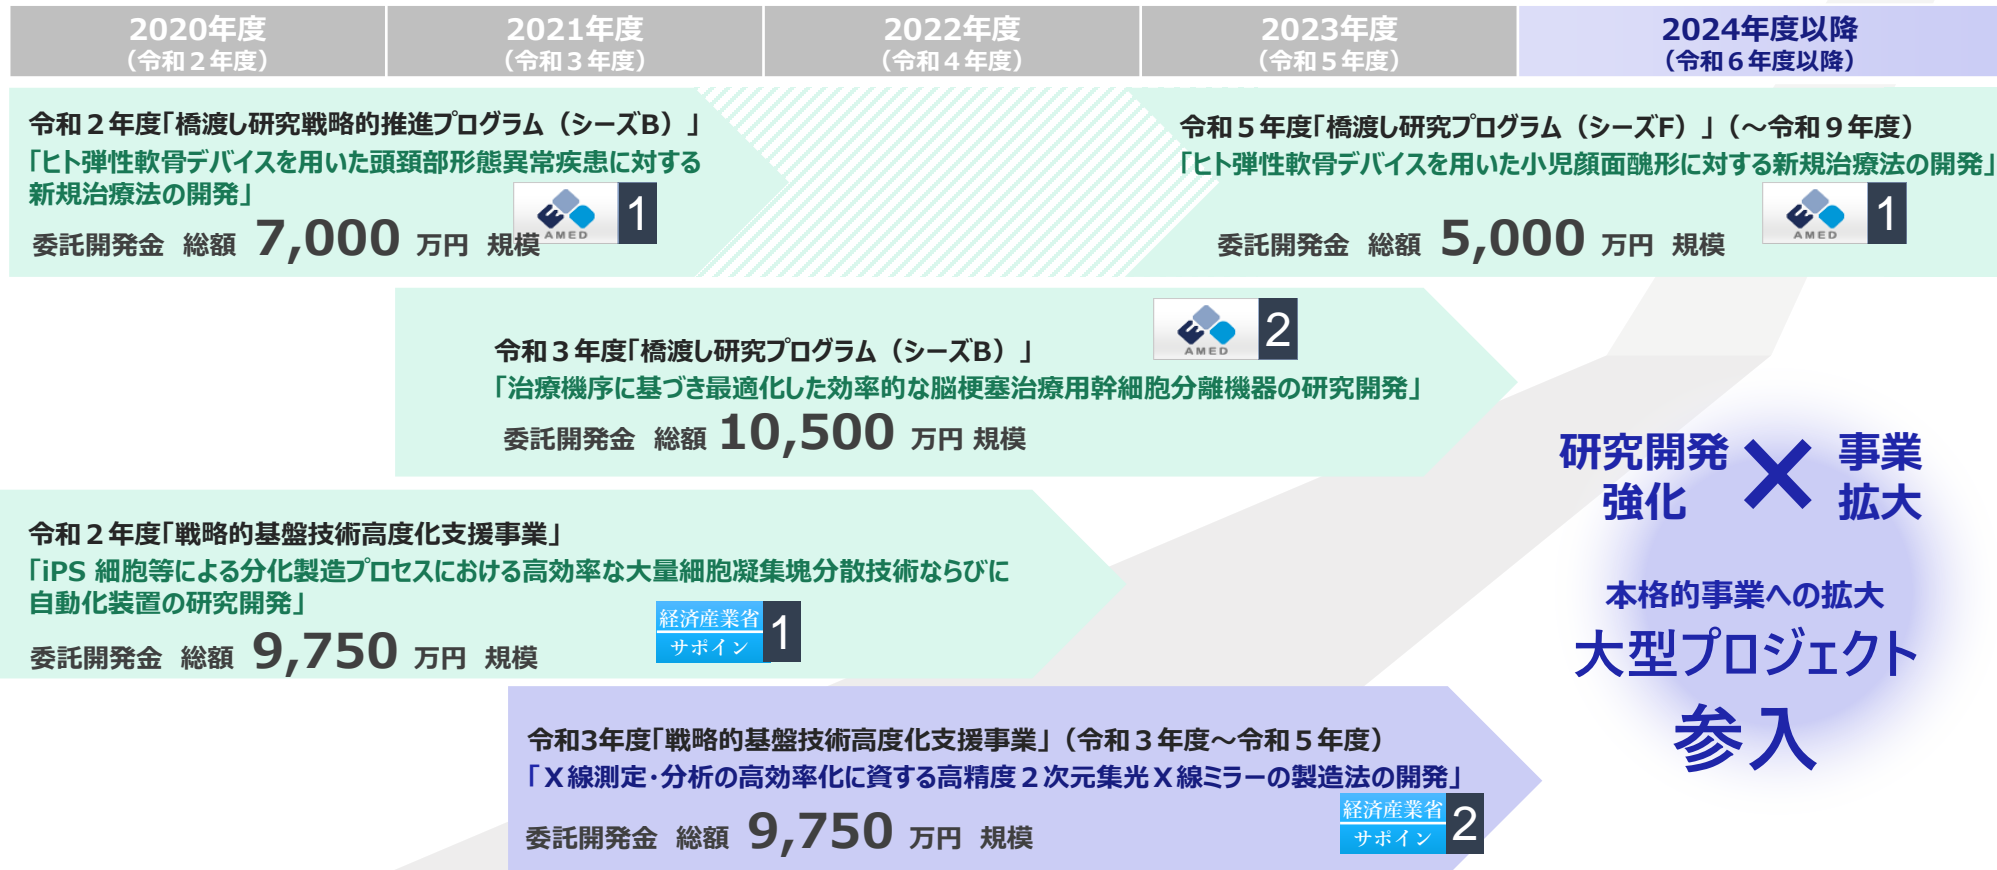 2020年度
（令和２年度）
2021年度
（令和３年度）
2022年度
（令和４年度）
2023年度
（令和５年度）
2024年度以降
（令和６年度以降）
令和２年度「橋渡し研究戦略的推進プログラム（シーズB）」
「ヒト弾性軟骨デバイスを用いた頭頚部形態異常疾患に対する
新規治療法の開発」
委託開発金 総額 7,000 万円 規模
AMED
1
令和５年度「橋渡し研究プログラム（シーズF）」（～令和９年度）
「ヒト弾性軟骨デバイスを用いた小児顔面醜形に対する新規治療法の開発」
委託開発金 総額 5,000 万円 規模
AMED
1
AMED
2
令和３年度「橋渡し研究プログラム（シーズB）」
「治療機序に基づき最適化した効率的な脳梗塞治療用幹細胞分離機器の研究開発」
委託開発金 総額 10,500 万円 規模
令和２年度「戦略的基盤技術高度化支援事業」
「iPS 細胞等による分化製造プロセスにおける高効率な大量細胞凝集塊分散技術ならびに
自動化装置の研究開発」
委託開発金 総額 9,750 万円 規模
経済産業省
サポイン
1
令和3年度「戦略的基盤技術高度化支援事業」（令和３年度～令和５年度）
「Ｘ線測定・分析の高効率化に資する高精度２次元集光Ｘ線ミラーの製造法の開発」
委託開発金 総額 9,750 万円 規模
経済産業省
サポイン
2
研究開発
強化
×
事業
拡大
本格的事業への拡大
大型プロジェクト
参入